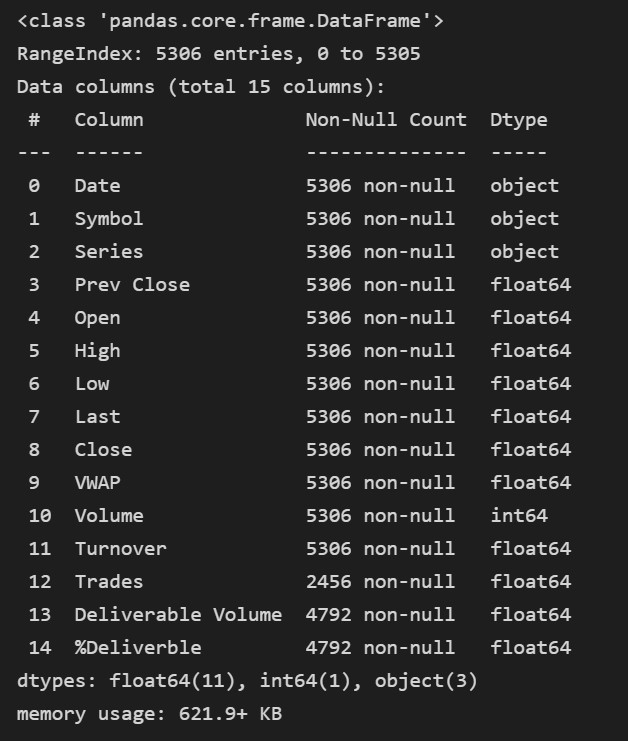 <class 'pandas.core.frame.DataFrame'>
RangeIndex: 5306 entries, 0 to 5305
Data columns (total 15 columns):
 #   Column              Non-Null Count  Dtype
---  ------              --------------  -----
 0   Date                5306 non-null   object
 1   Symbol              5306 non-null   object
 2   Series              5306 non-null   object
 3   Prev Close          5306 non-null   float64
 4   Open                5306 non-null   float64
 5   High                5306 non-null   float64
 6   Low                 5306 non-null   float64
 7   Last                5306 non-null   float64
 8   Close               5306 non-null   float64
 9   VWAP                5306 non-null   float64
 10  Volume              5306 non-null   int64
 11  Turnover            5306 non-null   float64
 12  Trades              2456 non-null   float64
 13  Deliverable Volume  4792 non-null   float64
 14  %Deliverble         4792 non-null   float64
dtypes: float64(11), int64(1), object(3)
memory usage: 621.9+ KB